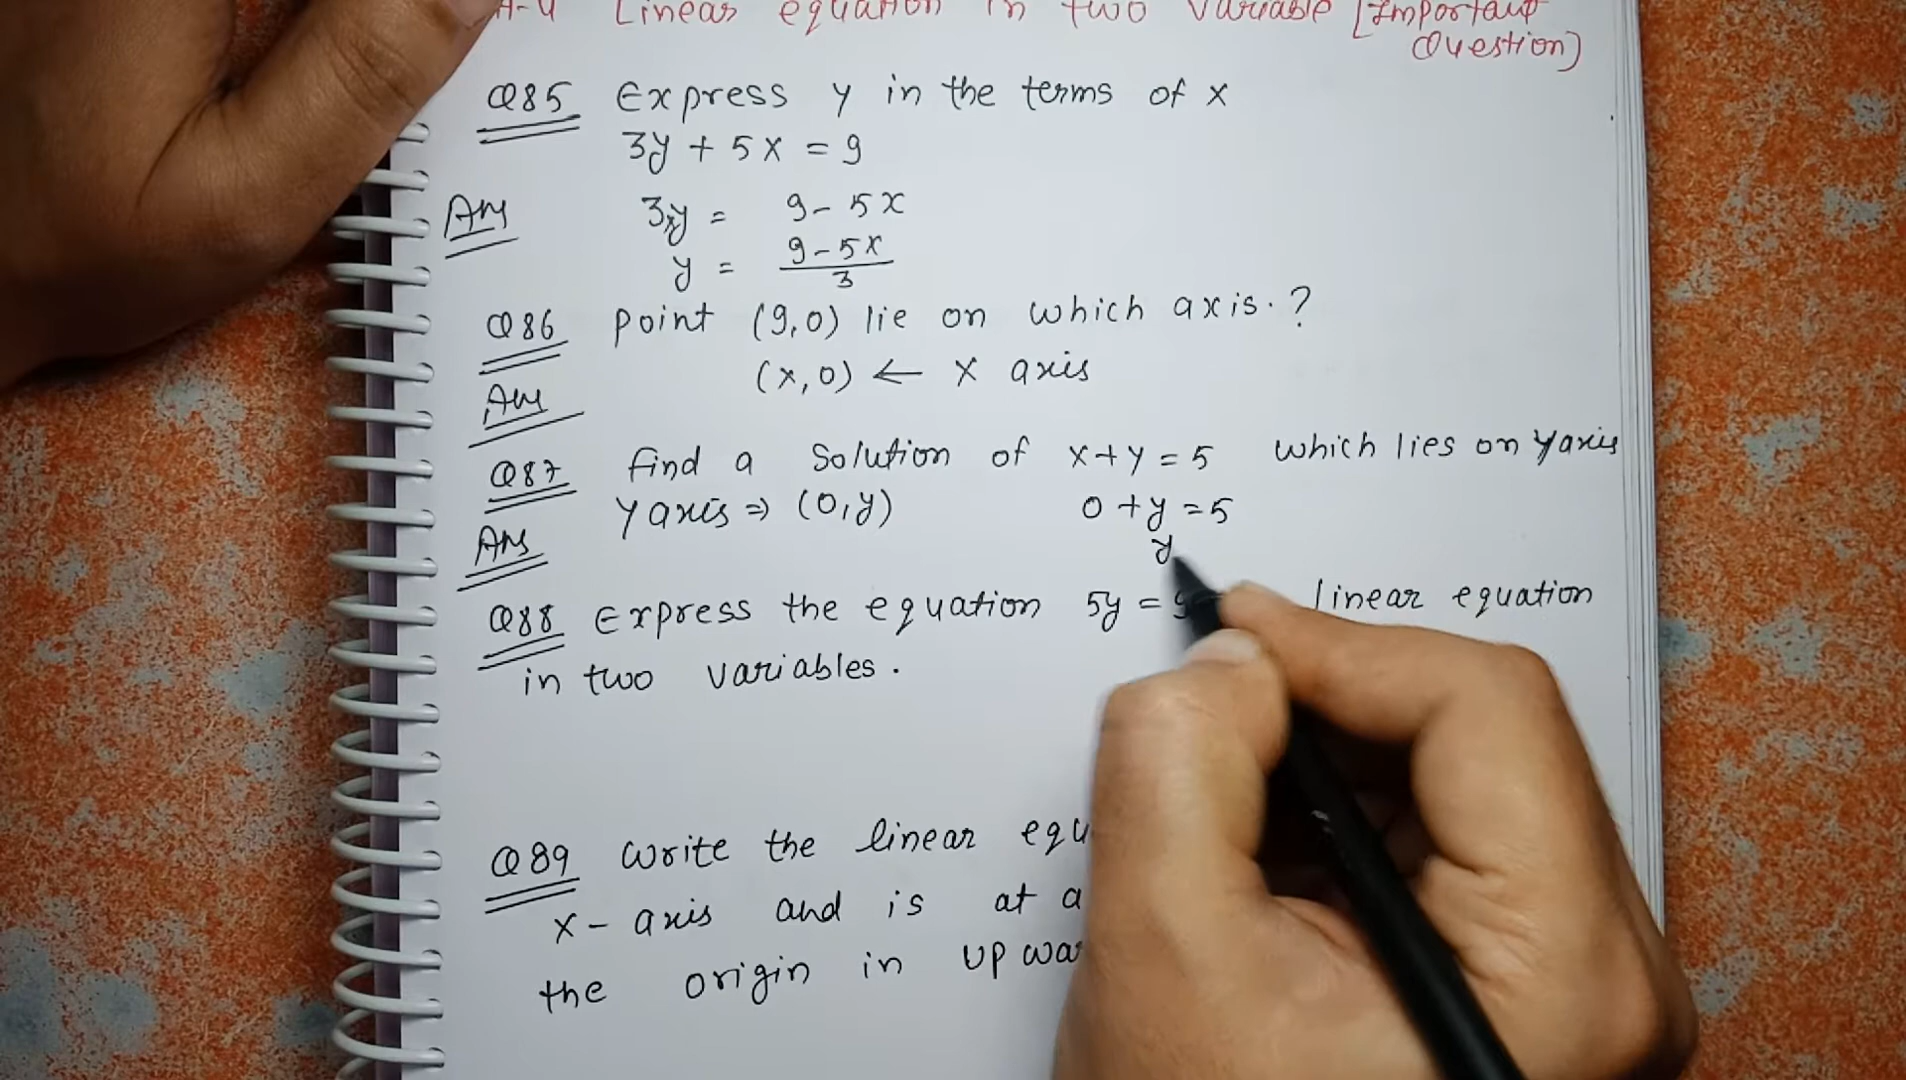 Linear equation in two variable [Important
Question]
Q85 Express y in the terms of x
3y + 5x = 9
Ans 3y = 9 - 5x
y = 9-5x
3
Q86 point (9,0) lie on which axis.?
Ans (x,0) ← x axis
Q87 find a solution of x+y=5 which lies on yaxis
Ans y axis ⇒ (0,y) 0+y=5
y
Q88 Express the equation 5y = linear equation
in two variables.
Q89 write the linear equ
x-axis and is at a
the origin in upwa